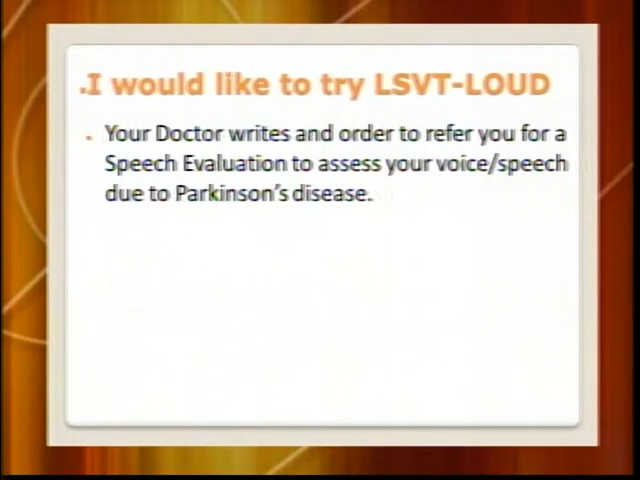 I would like to try LSVT-LOUD
Your Doctor writes and order to refer you for a
Speech Evaluation to assess your voice/speech
due to Parkinson's disease.